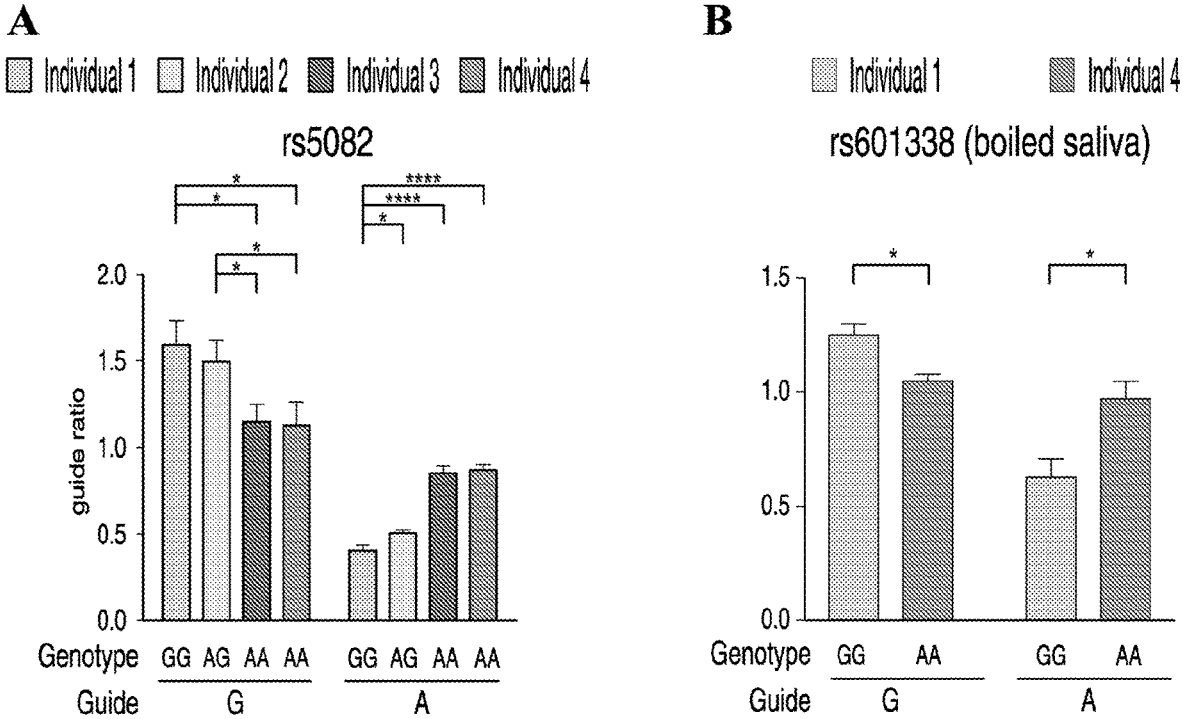 A
Individual 1 Individual 2 Individual 3 Individual 4
rs5082
* ****
* ****
*
*
*
2.0
1.5
1.0
0.5
0.0
guide ratio
Genotype GG AG AA AA GG AG AA AA
Guide G A
B
Individual 1 Individual 4
rs601338 (boiled saliva)
* *
1.5
1.0
0.5
0.0
Genotype GG AA GG AA
Guide G A